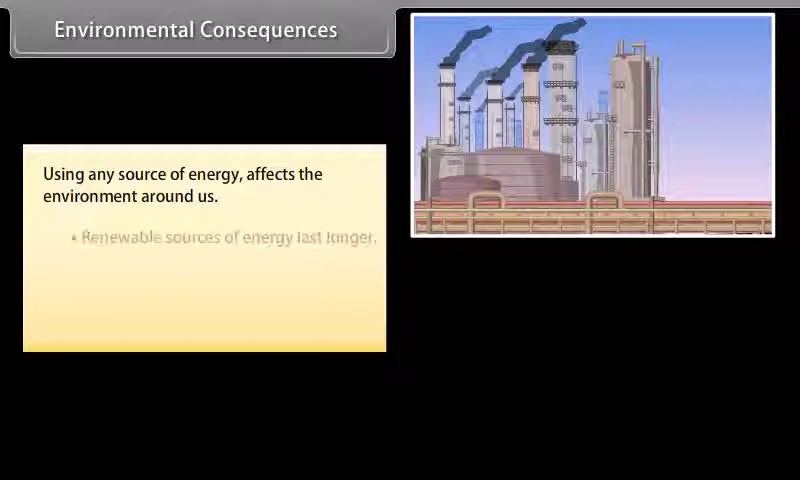 Environmental Consequences
Using any source of energy, affects the
environment around us.
• Renewable sources of energy last longer.